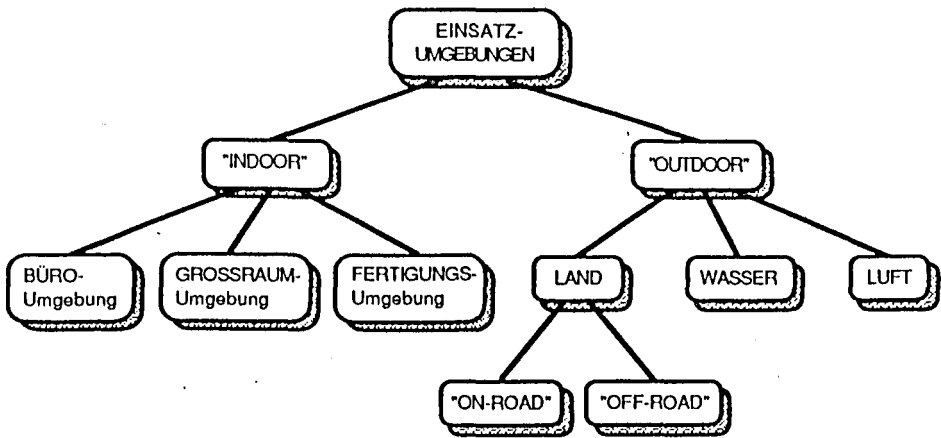 EINSATZ-
UMGEBUNGEN
"INDOOR"
"OUTDOOR"
BÜRO-
Umgebung
GROSSRAUM-
Umgebung
FERTIGUNGS-
Umgebung
LAND
WASSER
LUFT
"ON-ROAD"
"OFF-ROAD"